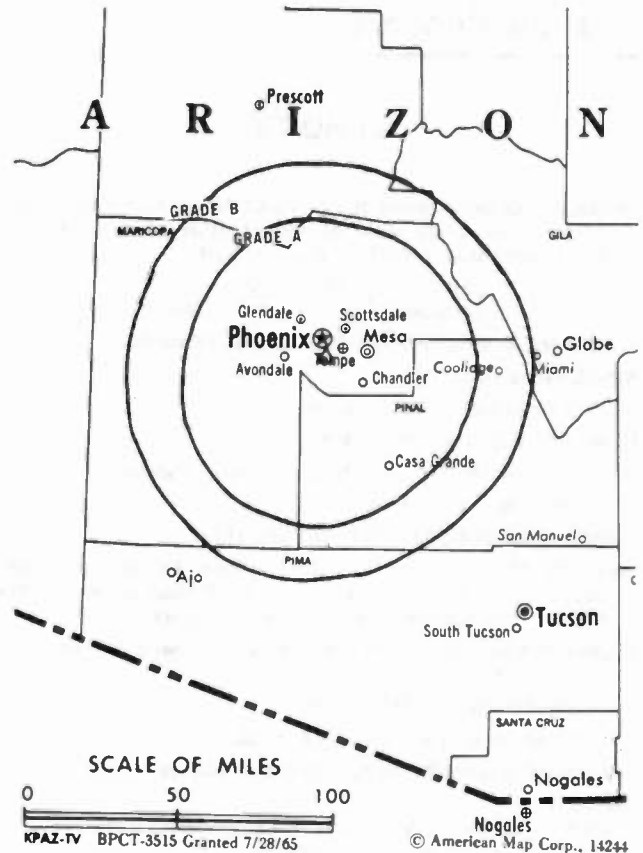 Prescott
A R I Z O N
GRADE B
MARICOPA
GRADE A
GILA
Glendale
Scottsdale
Phoenix
Mesa
Globe
Tempe
Avondale
Coolidge
Miami
Chandler
PINAL
Casa Grande
San Manuel
PIMA
Ajo
Tucson
South Tucson
SANTA CRUZ
SCALE OF MILES
0 50 100
Nogales
Nogales
KPAZ-TV BPCT-3515 Granted 7/28/65
© American Map Corp., 14244